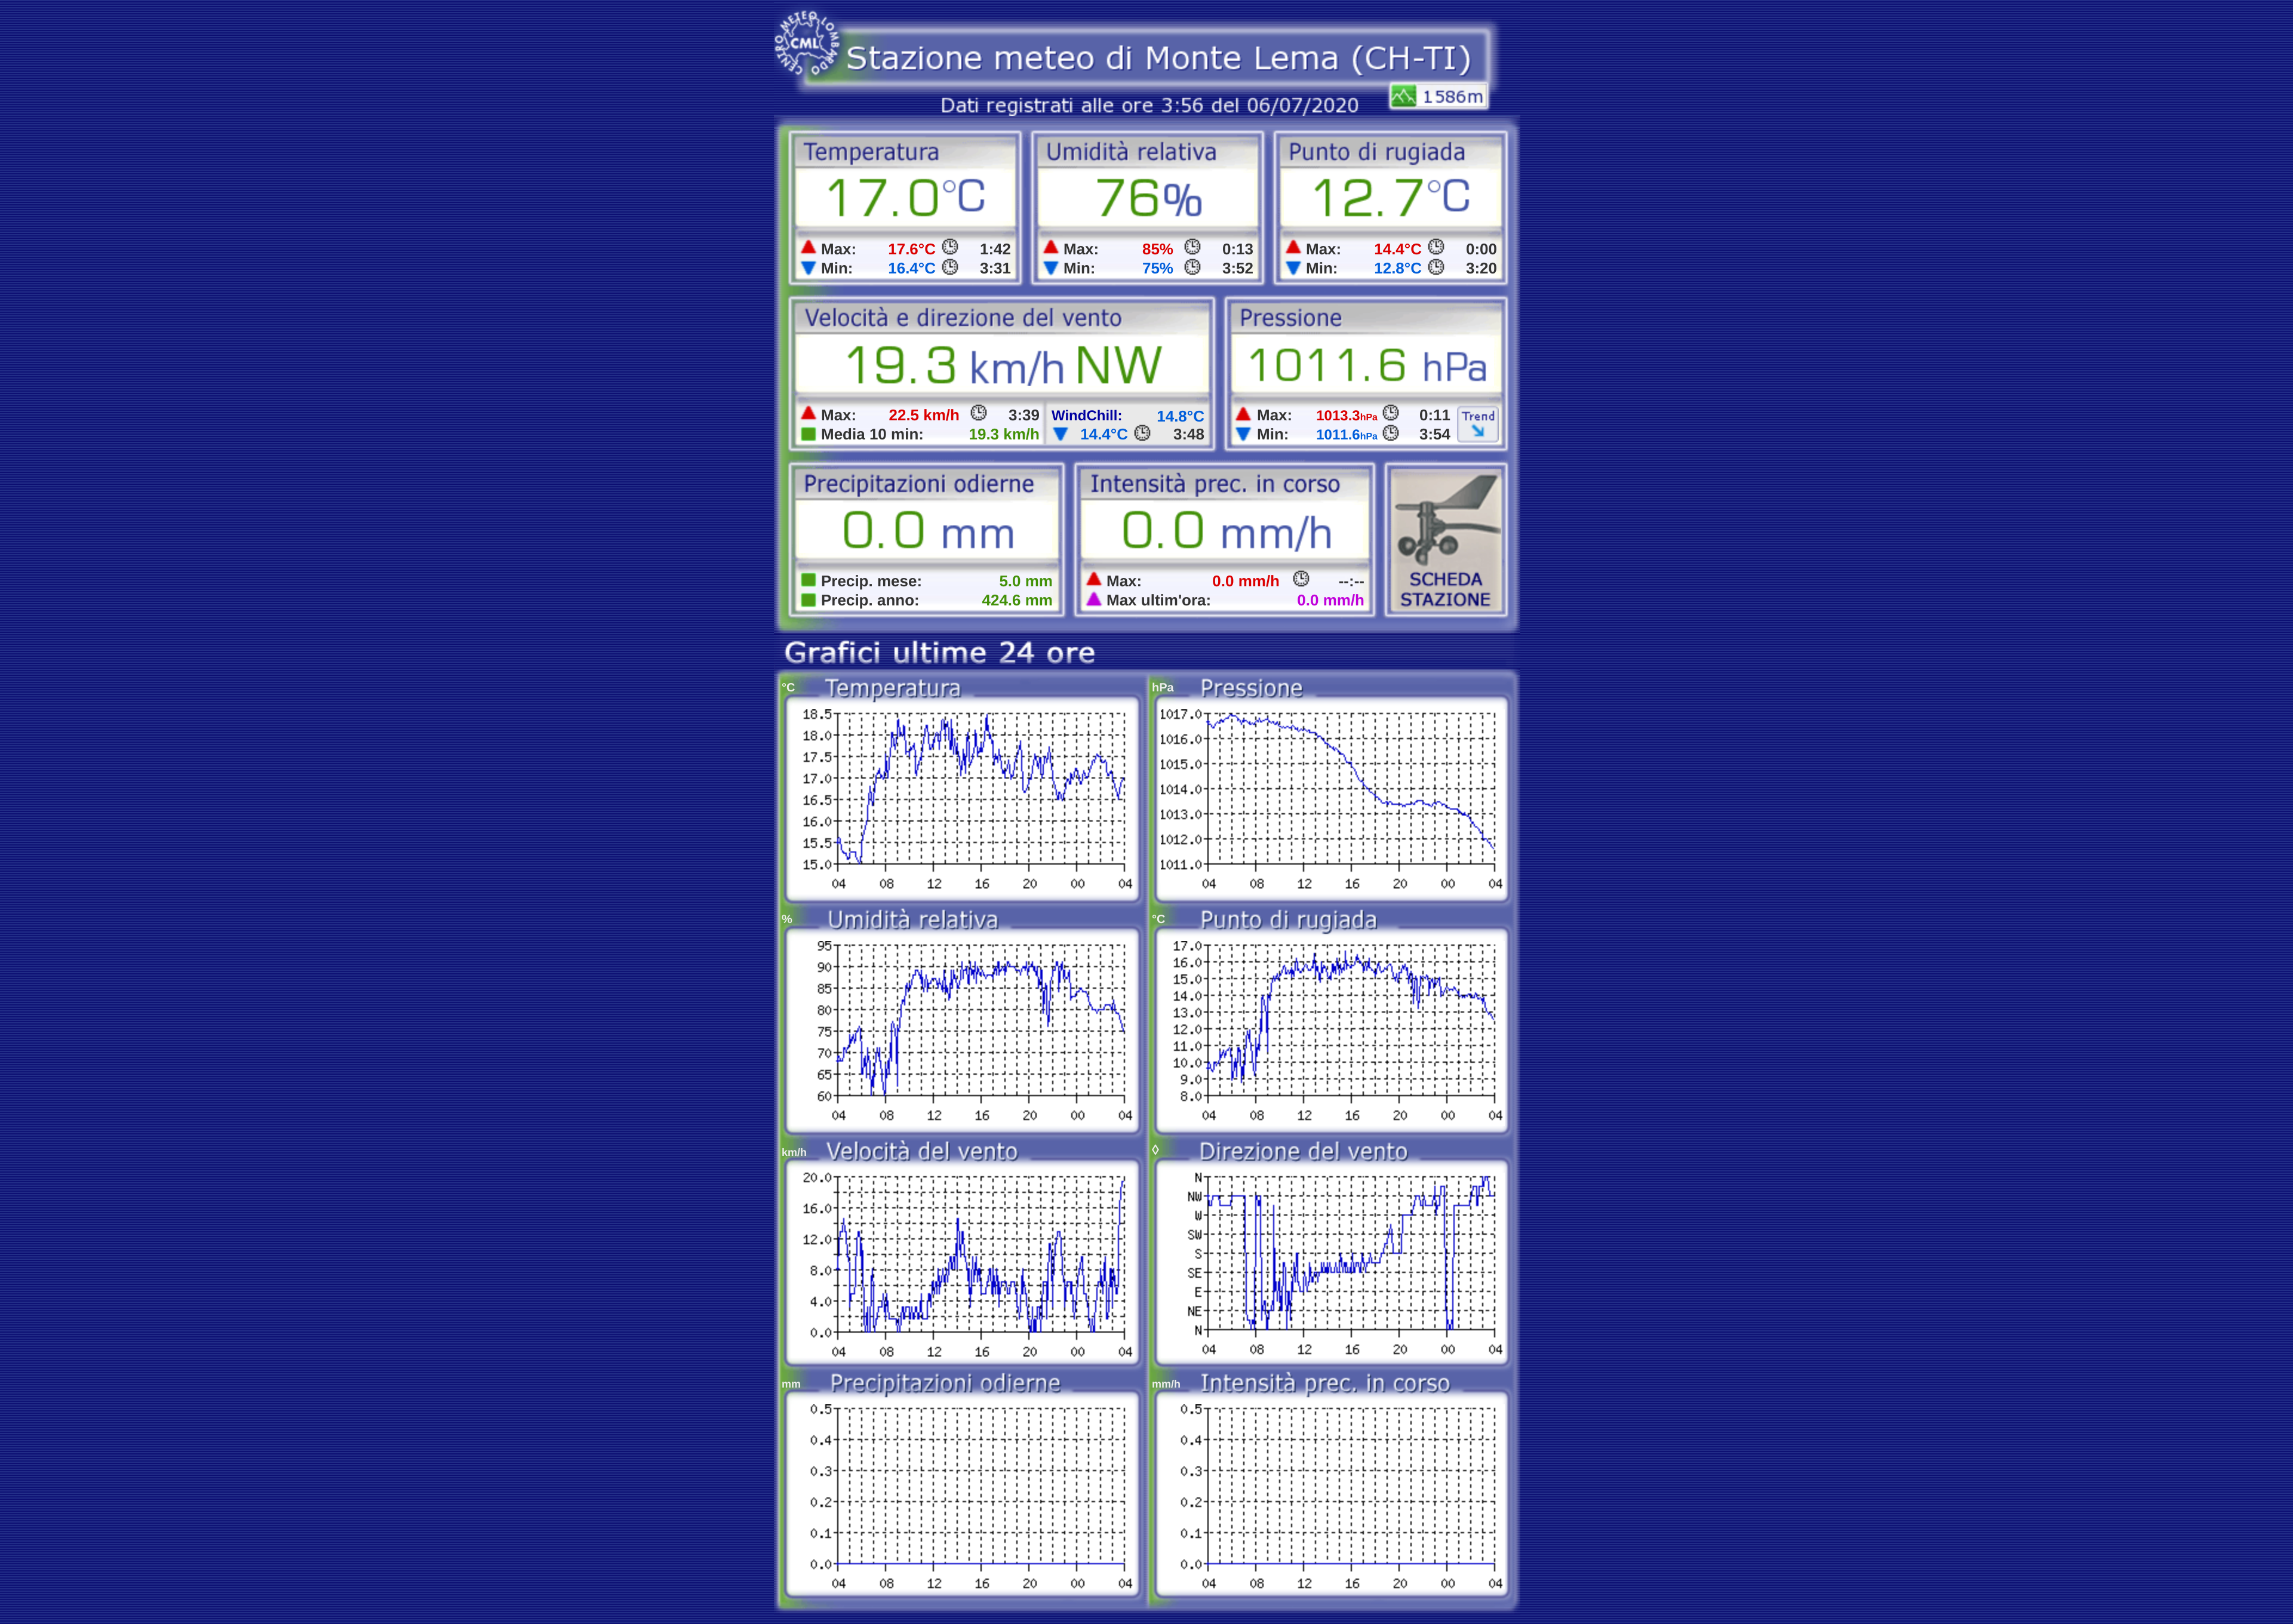 CENTRO METEO LOMBARDO
CML
Stazione meteo di Monte Lema (CH-TI)
1586m
Dati registrati alle ore 3:56 del 06/07/2020
Temperatura
17.0°C
Max: 17.6°C 1:42
Min: 16.4°C 3:31
Umidità relativa
76%
Max: 85% 0:13
Min: 75% 3:52
Punto di rugiada
12.7°C
Max: 14.4°C 0:00
Min: 12.8°C 3:20
Velocità e direzione del vento
19.3 km/h NW
Max: 22.5 km/h 3:39
Media 10 min: 19.3 km/h
WindChill: 14.8°C
14.4°C 3:48
Pressione
1011.6 hPa
Max: 1013.3hPa 0:11
Min: 1011.6hPa 3:54
Trend
Precipitazioni odierne
0.0 mm
Precip. mese: 5.0 mm
Precip. anno: 424.6 mm
Intensità prec. in corso
0.0 mm/h
Max: 0.0 mm/h --:--
Max ultim'ora: 0.0 mm/h
SCHEDA
STAZIONE
Grafici ultime 24 ore
°C Temperatura
18.5
18.0
17.5
17.0
16.5
16.0
15.5
15.0
04 08 12 16 20 00 04
hPa Pressione
1017.0
1016.0
1015.0
1014.0
1013.0
1012.0
1011.0
04 08 12 16 20 00 04
% Umidità relativa
95
90
85
80
75
70
65
60
04 08 12 16 20 00 04
°C Punto di rugiada
17.0
16.0
15.0
14.0
13.0
12.0
11.0
10.0
9.0
8.0
04 08 12 16 20 00 04
km/h Velocità del vento
20.0
16.0
12.0
8.0
4.0
0.0
04 08 12 16 20 00 04
◊ Direzione del vento
N
NW
W
SW
S
SE
E
NE
N
04 08 12 16 20 00 04
mm Precipitazioni odierne
0.5
0.4
0.3
0.2
0.1
0.0
04 08 12 16 20 00 04
mm/h Intensità prec. in corso
0.5
0.4
0.3
0.2
0.1
0.0
04 08 12 16 20 00 04